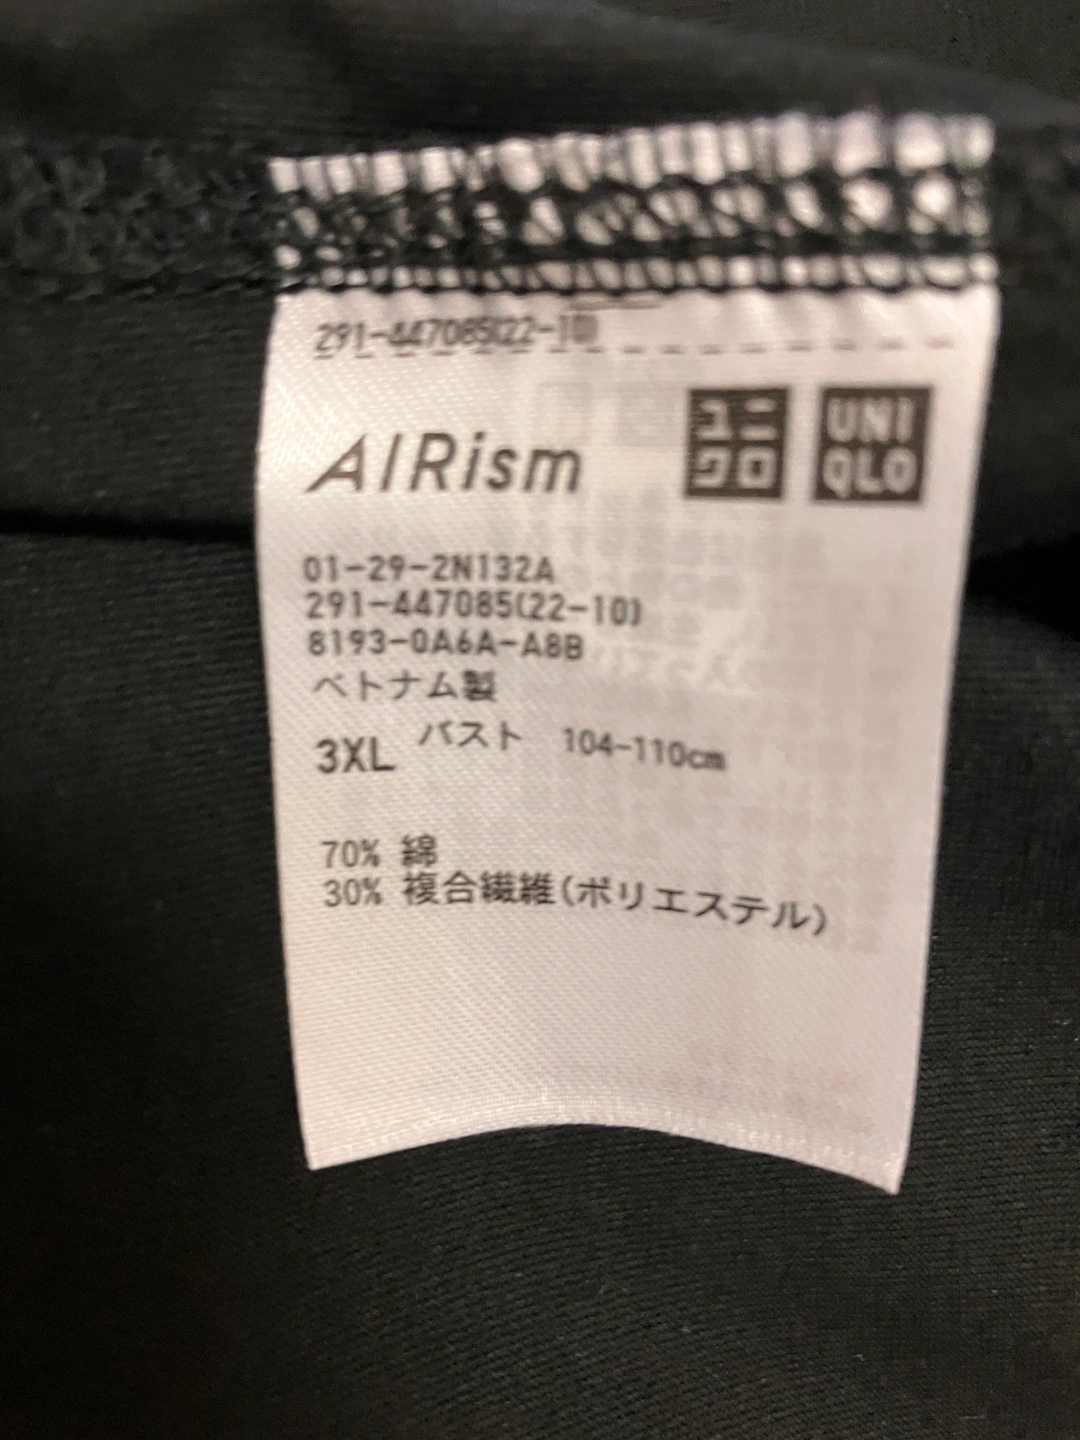 291-447085(22-10)
AIRism
ユニクロ
UNIQLO
01-29-2N132A
291-447085(22-10)
8193-0A6A-A8B
ベトナム製
3XL バスト 104-110cm
70% 綿
30% 複合繊維(ポリエステル)